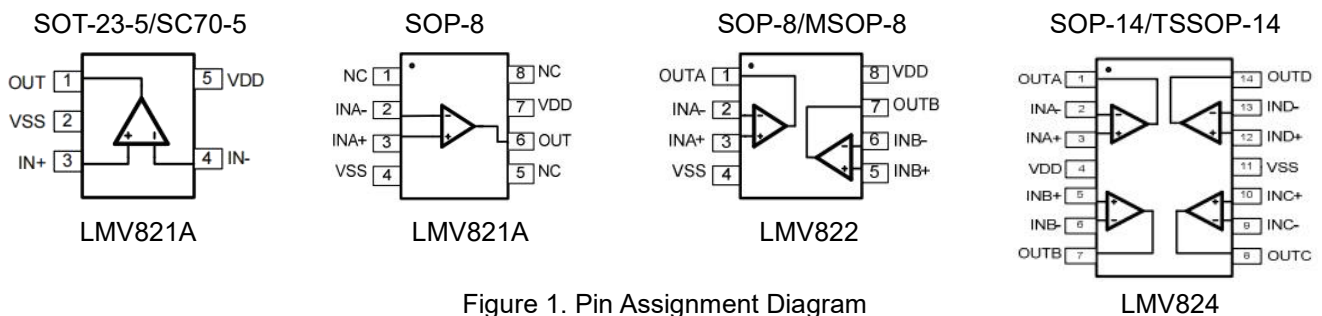 SOT-23-5/SC70-5
SOP-8
SOP-8/MSOP-8
SOP-14/TSSOP-14
OUT 1
5 VDD
VSS 2
IN+ 3
4 IN-
LMV821A
NC 1
8 NC
INA- 2
7 VDD
INA+ 3
6 OUT
VSS 4
5 NC
LMV821A
OUTA 1
8 VDD
INA- 2
7 OUTB
INA+ 3
6 INB-
VSS 4
5 INB+
LMV822
OUTA 1
14 OUTD
INA- 2
13 IND-
INA+ 3
12 IND+
VDD 4
11 VSS
INB+ 5
10 INC+
INB- 6
9 INC-
OUTB 7
8 OUTC
LMV824
Figure 1. Pin Assignment Diagram